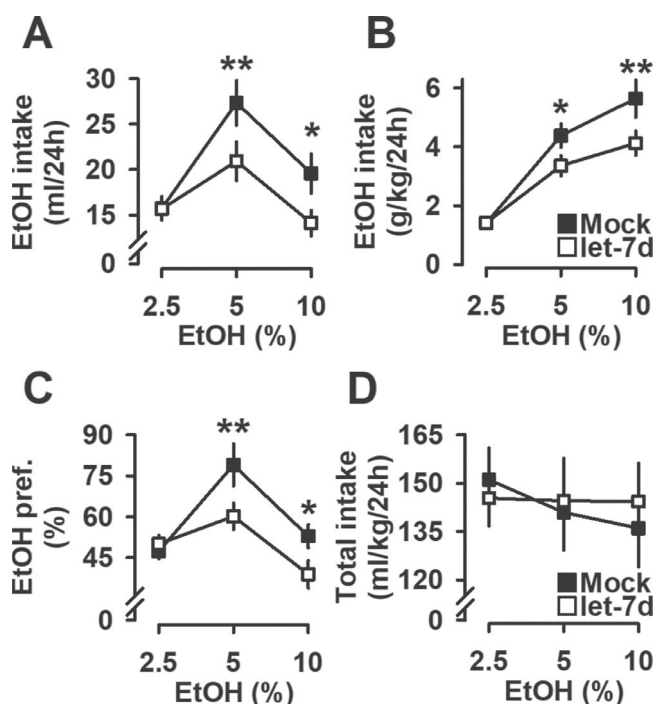 A
EtOH intake
(ml/24h)
30
25
20
15
0
**
*
2.5 5 10
EtOH (%)
B
EtOH intake
(g/kg/24h)
6
4
2
0
*
**
Mock
let-7d
2.5 5 10
EtOH (%)
C
EtOH pref.
(%)
90
75
60
45
0
**
*
2.5 5 10
EtOH (%)
D
Total intake
(ml/kg/24h)
165
150
135
120
0
Mock
let-7d
2.5 5 10
EtOH (%)